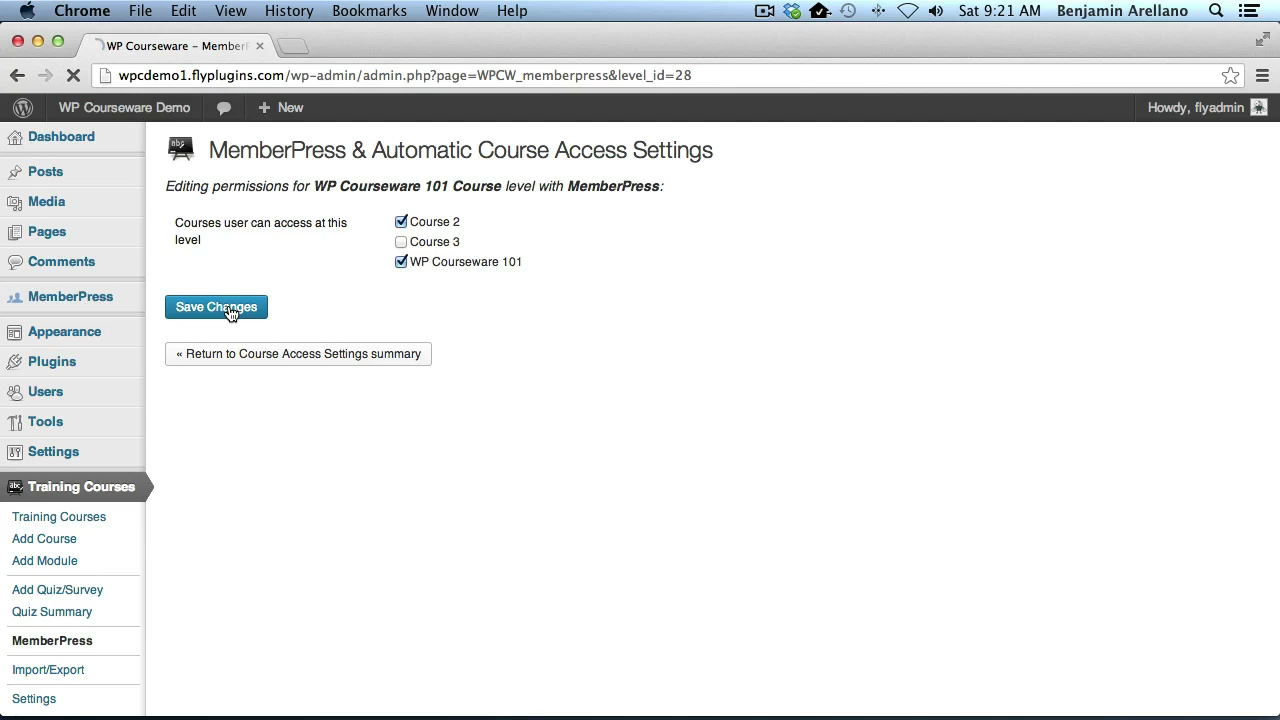 Chrome File Edit View History Bookmarks Window Help Sat 9:21 AM Benjamin Arellano
WP Courseware – MemberP
wpcdemo1.flyplugins.com/wp-admin/admin.php?page=WPCW_memberpress&level_id=28
WP Courseware Demo + New Howdy, flyadmin
Dashboard
Posts
Media
Pages
Comments
MemberPress
Appearance
Plugins
Users
Tools
Settings
abc Training Courses
Training Courses
Add Course
Add Module
Add Quiz/Survey
Quiz Summary
MemberPress
Import/Export
Settings
abc MemberPress & Automatic Course Access Settings
Editing permissions for WP Courseware 101 Course level with MemberPress:
Courses user can access at this
level
Course 2
Course 3
WP Courseware 101
Save Changes
« Return to Course Access Settings summary